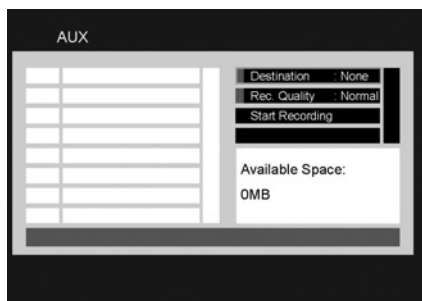 AUX
Destination : None
Rec. Quality : Normal
Start Recording
Available Space:
0MB